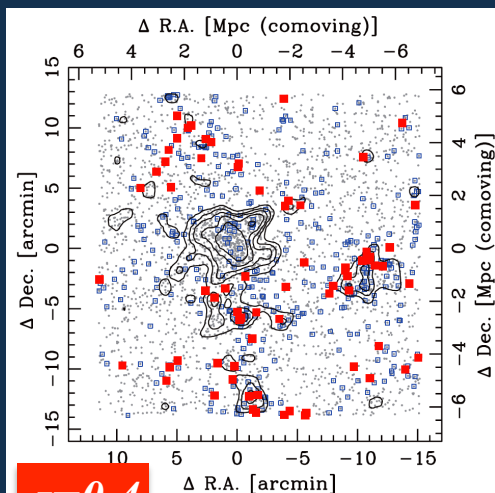 Δ R.A. [Mpc (comoving)]
6 4 2 0 −2 −4 −6
Δ Dec. [arcmin]
15
10
5
0
−5
−10
−15
6
4
2
0
−2
−4
−6
Δ Dec. [Mpc (comoving)]
10 5 0 −5 −10 −15
Δ R.A. [arcmin]